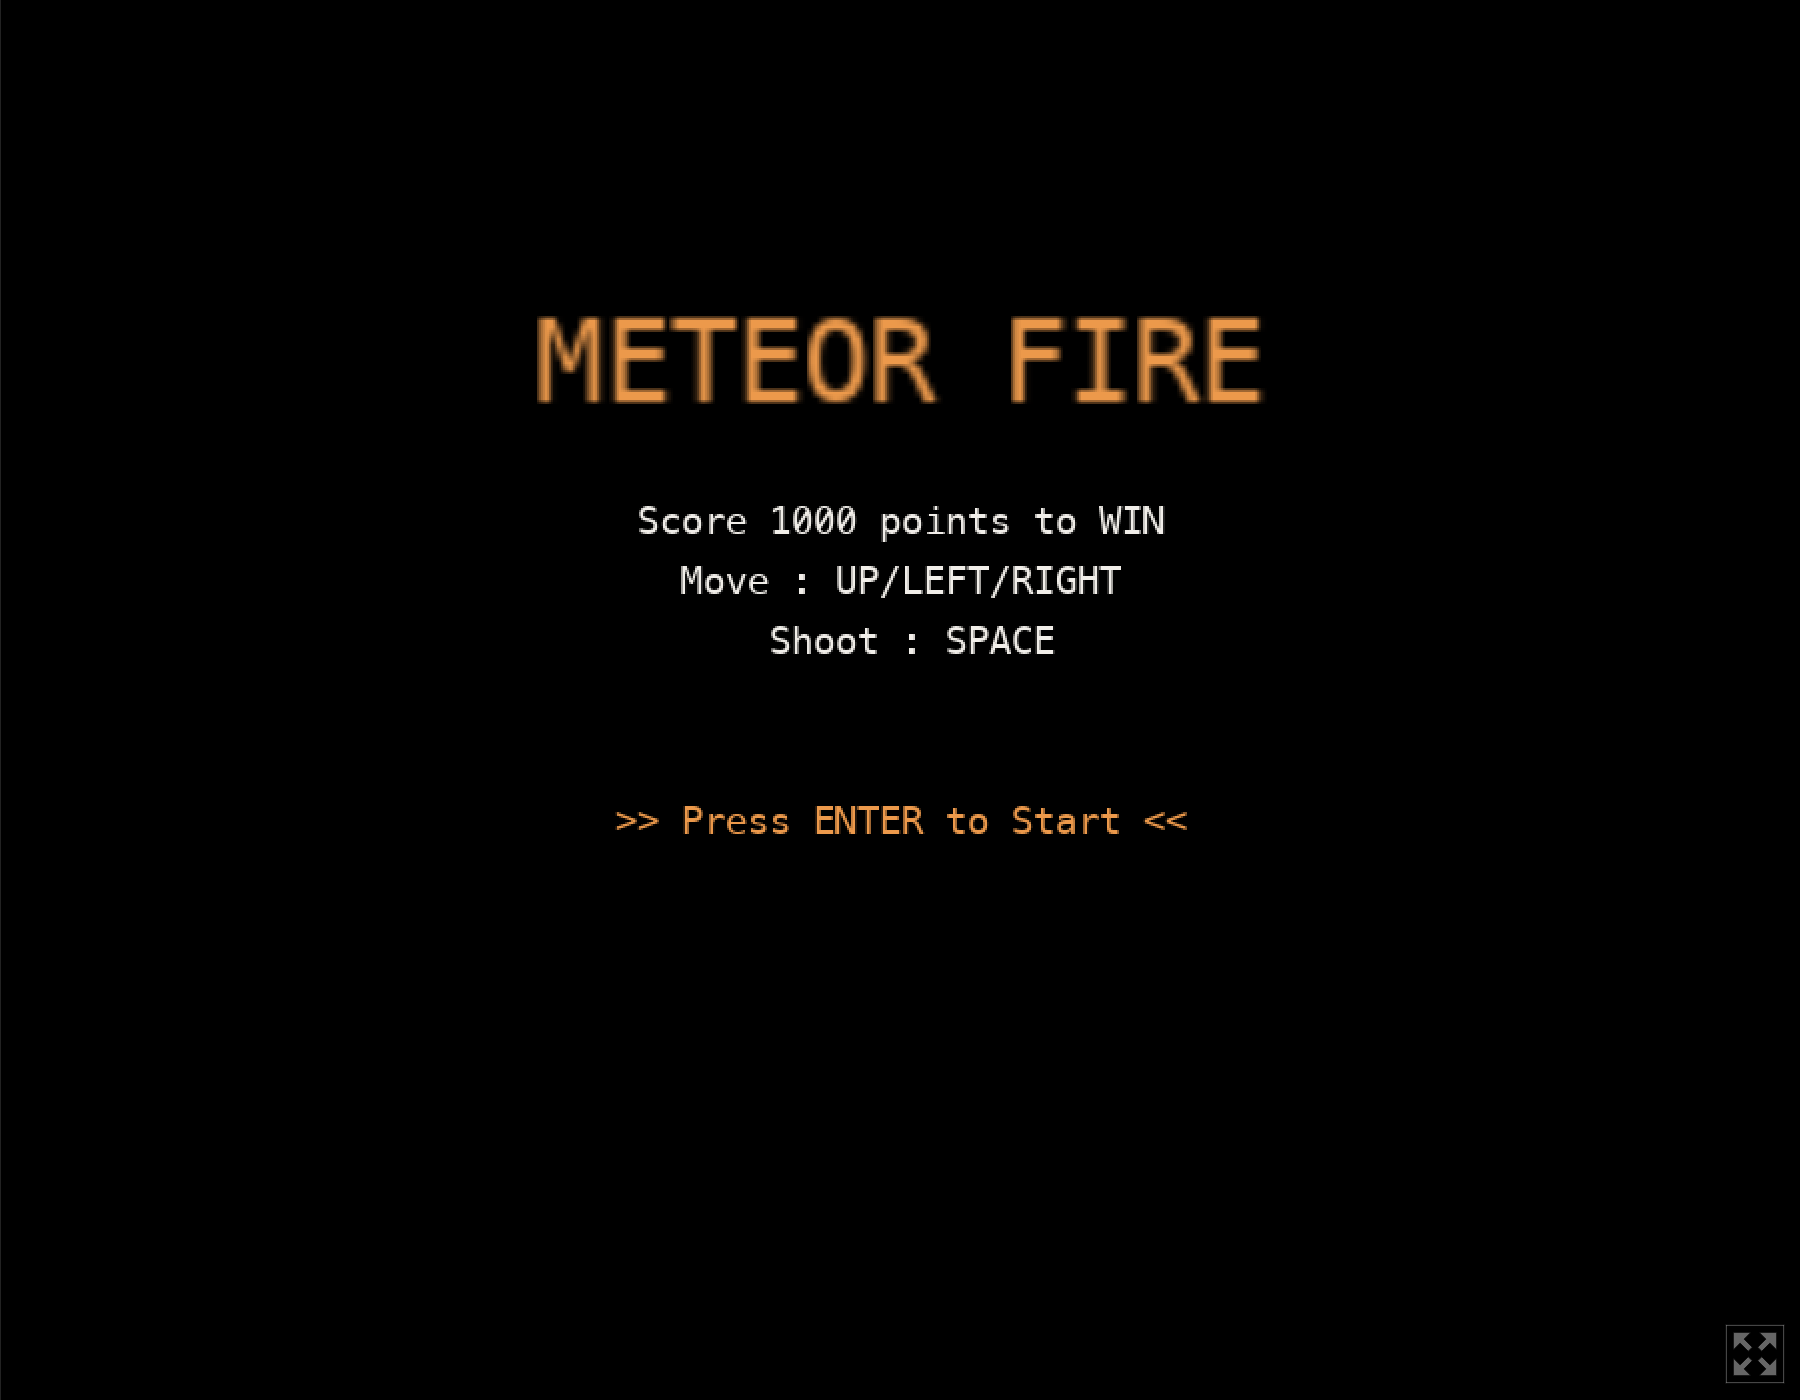 METEOR FIRE
Score 1000 points to WIN
Move : UP/LEFT/RIGHT
Shoot : SPACE
>> Press ENTER to Start <<